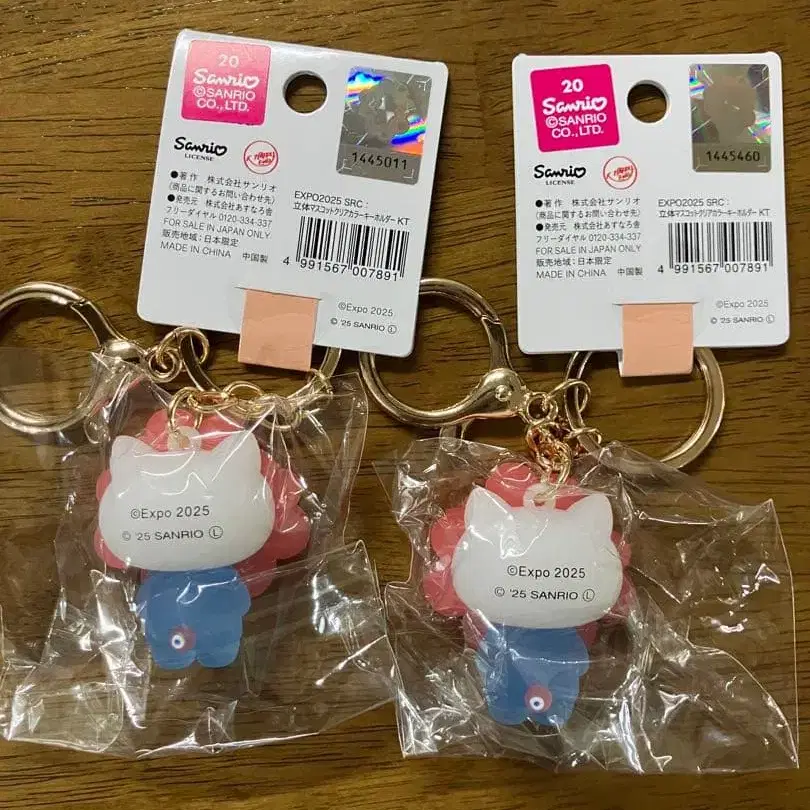 20
Sanrio
©SANRIO
CO.,LTD.
1445011
Sanrio
LICENSE
●著作 株式会社サンリオ
(商品に関するお問い合わせ先)
●発売元 株式会社あすなろ舎
フリーダイヤル 0120-334-337
FOR SALE IN JAPAN ONLY
販売地域:日本限定
MADE IN CHINA 中国製
EXPO2025 SRC:
立体マスコットクリアカラーキーホルダー KT
4 991567 007891
©Expo 2025
© '25 SANRIO Ⓛ
20
Sanrio
©SANRIO
CO.,LTD.
1445460
Sanrio
LICENSE
●著作 株式会社サンリオ
(商品に関するお問い合わせ先)
●発売元 株式会社あすなろ舎
フリーダイヤル 0120-334-337
FOR SALE IN JAPAN ONLY
販売地域:日本限定
MADE IN CHINA 中国製
EXPO2025 SRC:
立体マスコットクリアカラーキーホルダー KT
4 991567 007891
©Expo 2025
© '25 SANRIO Ⓛ
©Expo 2025
© '25 SANRIO Ⓛ
©Expo 2025
© '25 SANRIO Ⓛ